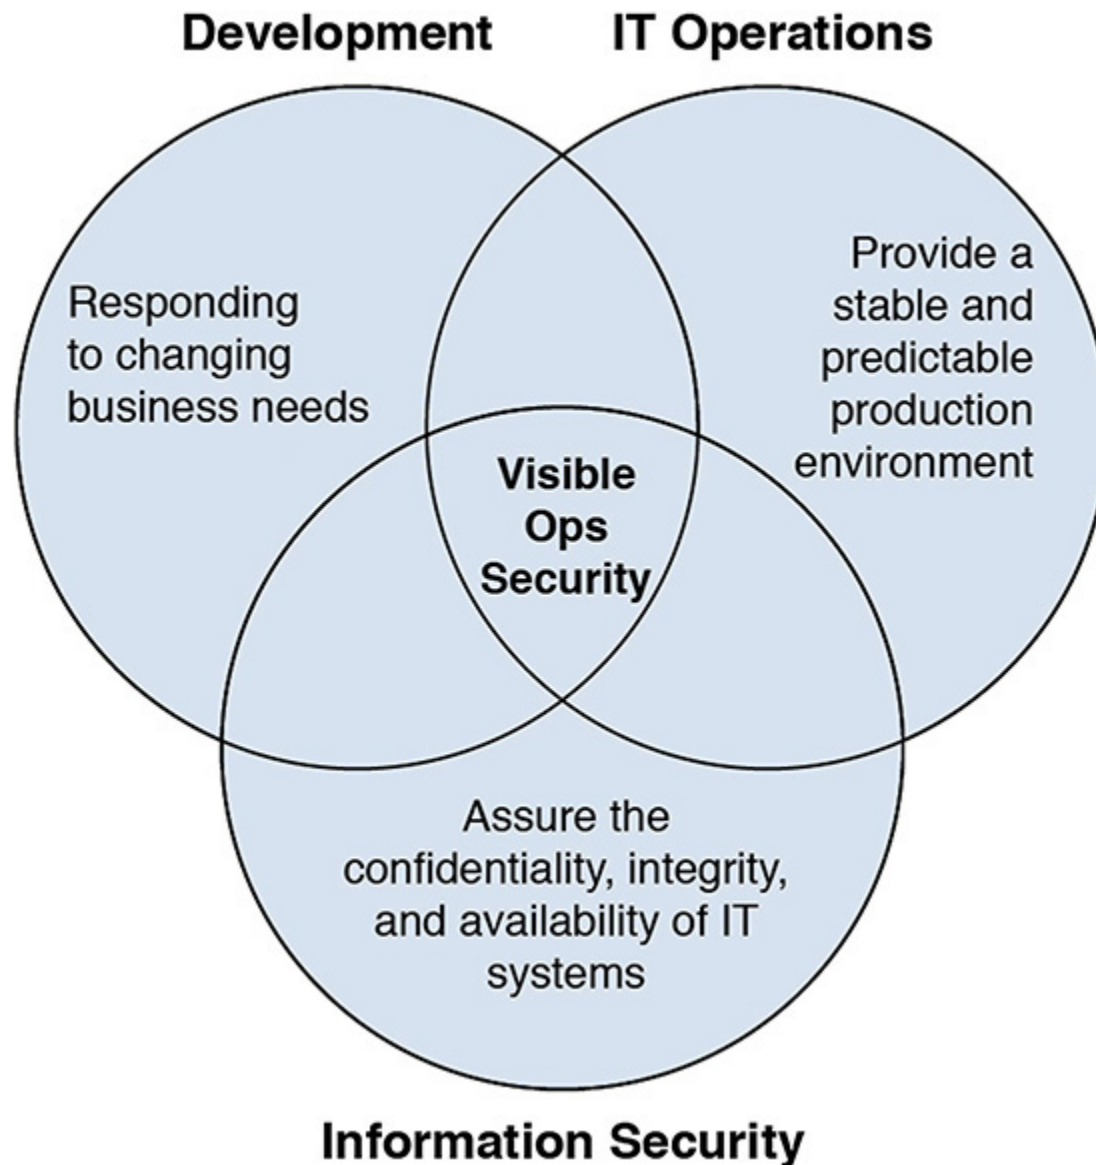 Development
IT Operations
Responding
to changing
business needs
Provide a
stable and
predictable
production
environment
Visible
Ops
Security
Assure the
confidentiality, integrity,
and availability of IT
systems
Information Security